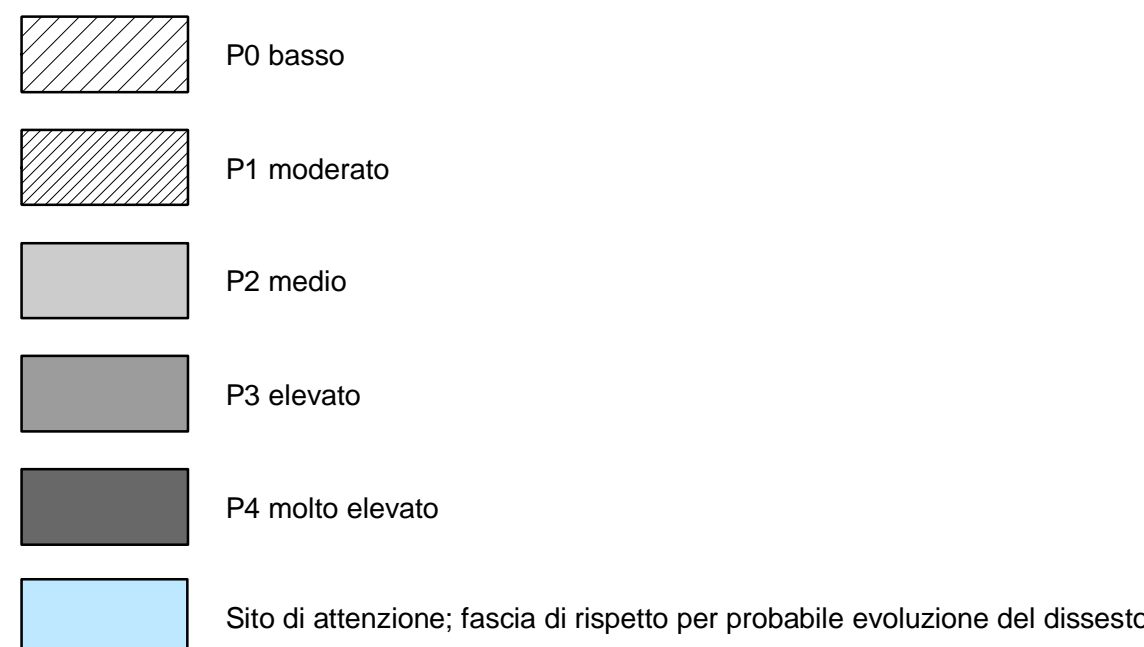 P0 basso
P1 moderato
P2 medio
P3 elevato
P4 molto elevato
Sito di attenzione; fascia di rispetto per probabile evoluzione del dissesto